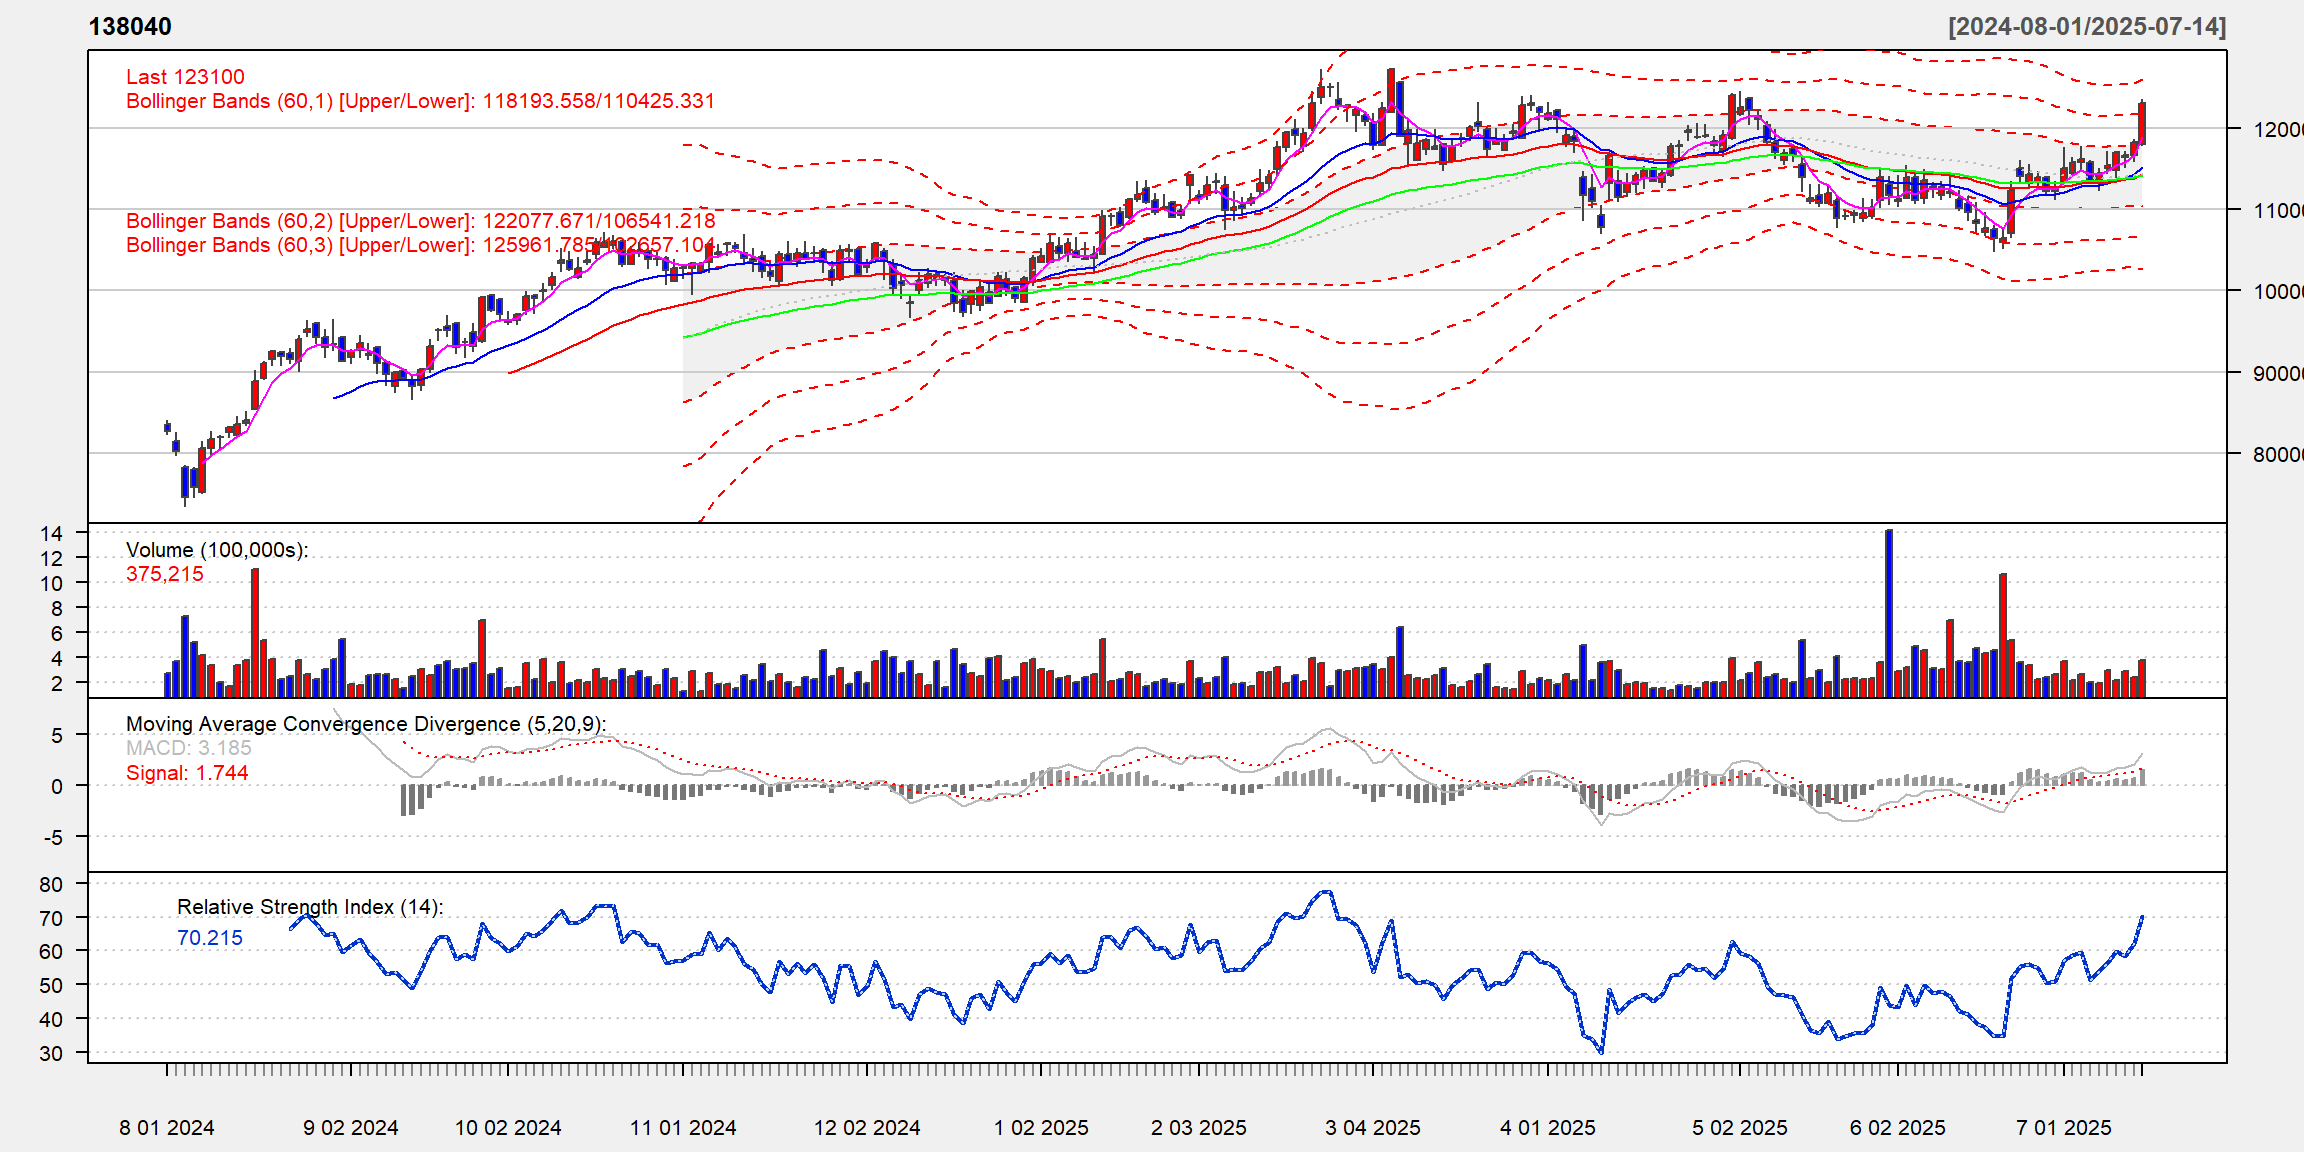 138040 [2024-08-01/2025-07-14]
Last 123100
Bollinger Bands (60,1) [Upper/Lower]: 118193.558/110425.331
Bollinger Bands (60,2) [Upper/Lower]: 122077.671/106541.218
Bollinger Bands (60,3) [Upper/Lower]: 125961.785/102657.104
12000
11000
10000
90000
80000
Volume (100,000s):
375,215
14
12
10
8
6
4
2
Moving Average Convergence Divergence (5,20,9):
MACD: 3.185
Signal: 1.744
5
0
-5
Relative Strength Index (14):
70.215
80
70
60
50
40
30
8 01 2024 9 02 2024 10 02 2024 11 01 2024 12 02 2024 1 02 2025 2 03 2025 3 04 2025 4 01 2025 5 02 2025 6 02 2025 7 01 2025